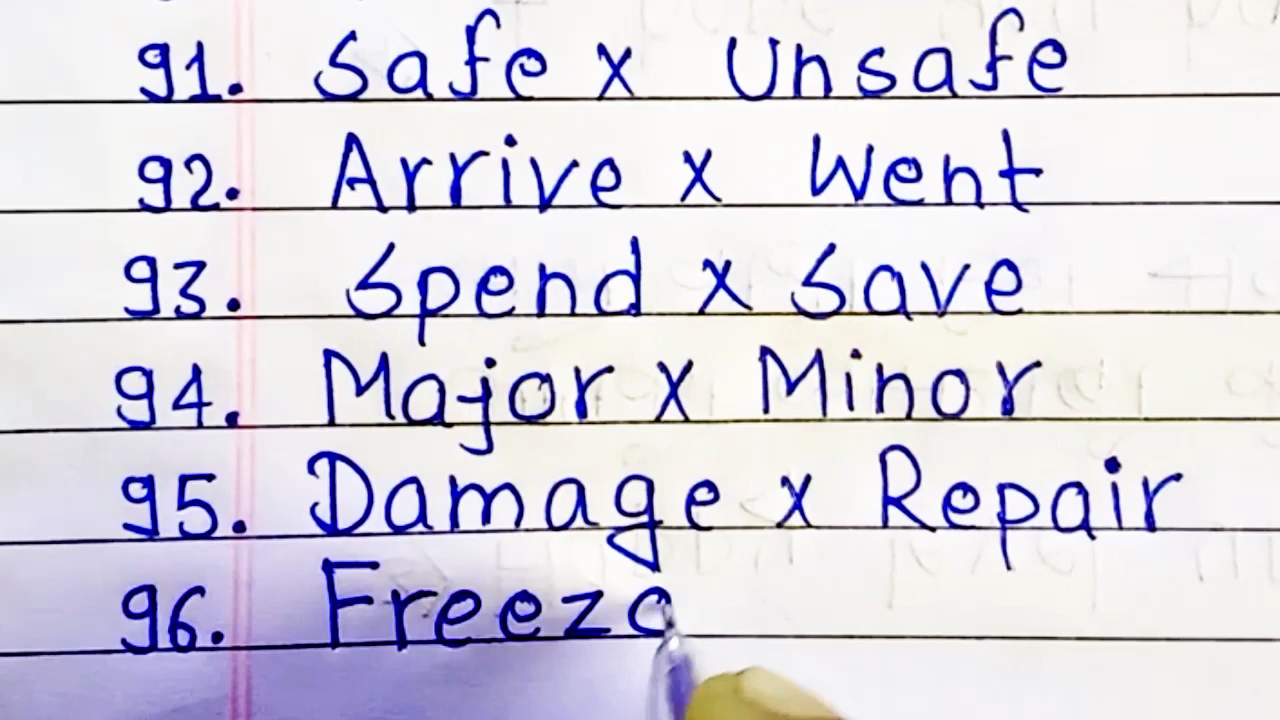 91. Safe x Unsafe
92. Arrive x Went
93. Spend x Save
94. Major x Minor
95. Damage x Repair
96. Freeze